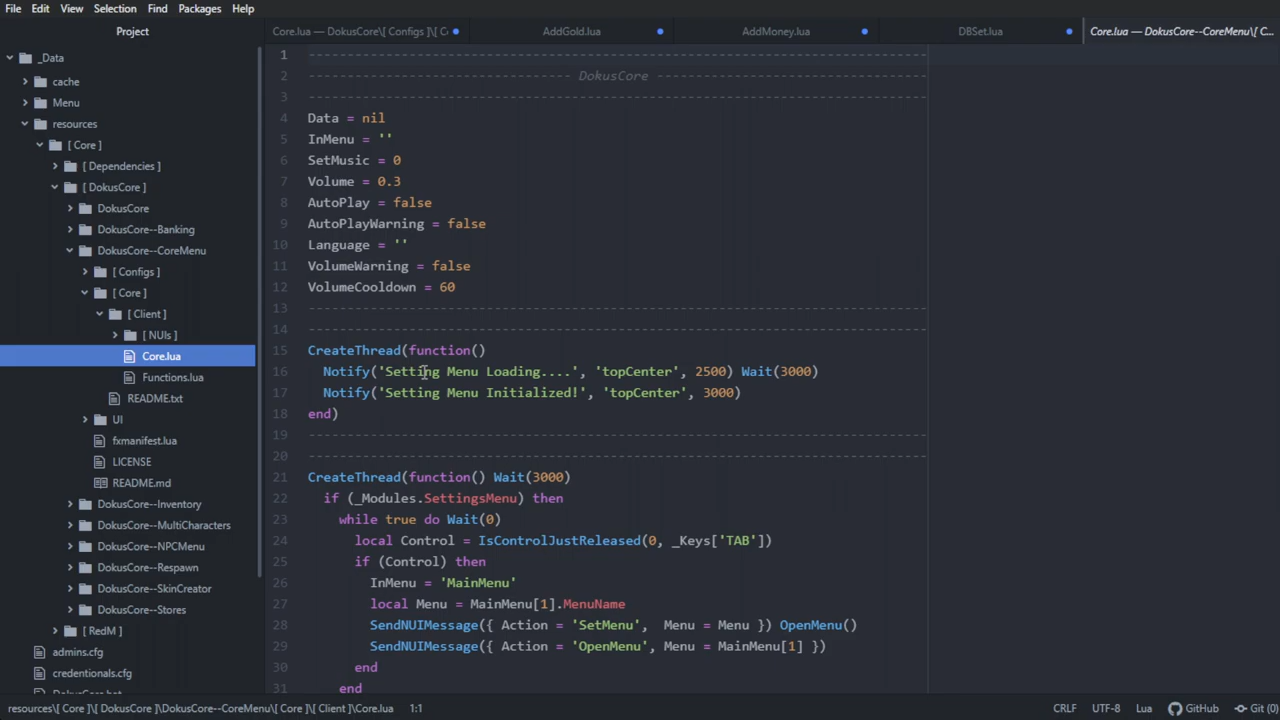 File Edit View Selection Find Packages Help
Project
Core.lua — DokusCore\[ Configs ]\[ C
AddGold.lua
AddMoney.lua
DBSet.lua
Core.lua — DokusCore--CoreMenu\[ C...
_Data
cache
Menu
resources
[ Core ]
[ Dependencies ]
[ DokusCore ]
DokusCore
DokusCore--Banking
DokusCore--CoreMenu
[ Configs ]
[ Core ]
[ Client ]
[ NUIs ]
Core.lua
Functions.lua
README.txt
UI
fxmanifest.lua
LICENSE
README.md
DokusCore--Inventory
DokusCore--MultiCharacters
DokusCore--NPCMenu
DokusCore--Respawn
DokusCore--SkinCreator
DokusCore--Stores
[ RedM ]
admins.cfg
credentials.cfg
DokusCore.bat
1 --------------------------------------------------------------------------------
2 ---------------------------------- DokusCore -----------------------------------
3 --------------------------------------------------------------------------------
4 Data = nil
5 InMenu = ''
6 SetMusic = 0
7 Volume = 0.3
8 AutoPlay = false
9 AutoPlayWarning = false
10 Language = ''
11 VolumeWarning = false
12 VolumeCooldown = 60
13 --------------------------------------------------------------------------------
14 --------------------------------------------------------------------------------
15 CreateThread(function()
16 Notify('Setting Menu Loading....', 'topCenter', 2500) Wait(3000)
17 Notify('Setting Menu Initialized!', 'topCenter', 3000)
18 end)
19 --------------------------------------------------------------------------------
20 --------------------------------------------------------------------------------
21 CreateThread(function() Wait(3000)
22 if (_Modules.SettingsMenu) then
23 while true do Wait(0)
24 local Control = IsControlJustReleased(0, _Keys['TAB'])
25 if (Control) then
26 InMenu = 'MainMenu'
27 local Menu = MainMenu[1].MenuName
28 SendNUIMessage({ Action = 'SetMenu',  Menu = Menu }) OpenMenu()
29 SendNUIMessage({ Action = 'OpenMenu', Menu = MainMenu[1] })
30 end
31 end
resources\[ Core ]\[ DokusCore ]\DokusCore--CoreMenu\[ Core ]\[ Client ]\Core.lua 1:1 CRLF UTF-8 Lua GitHub Git (0)